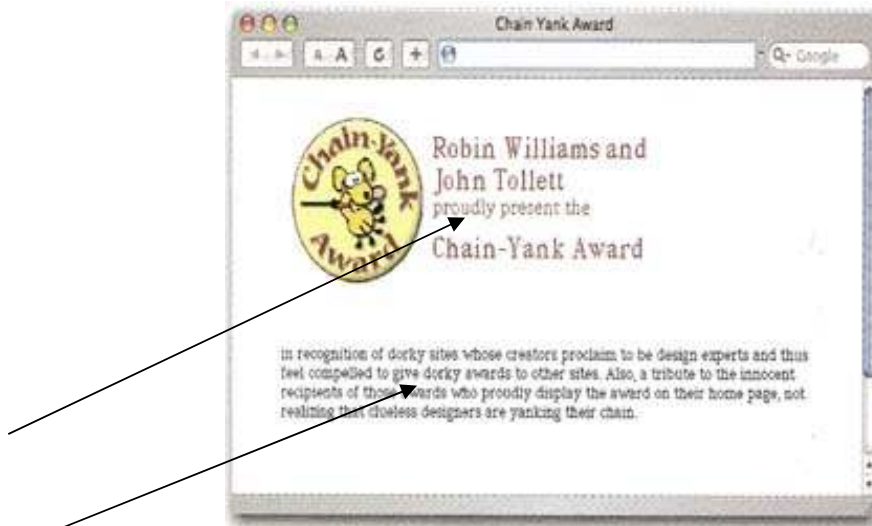 Chain Yank Award
A A
Q- Google
Chain-Yank
Award
Robin Williams and
John Tollett
proudly present the
Chain-Yank Award
in recognition of dorky sites whose creators proclaim to be design experts and thus
feel compelled to give dorky awards to other sites. Also, a tribute to the innocent
recipients of those awards who proudly display the award on their home page, not
realizing that clueless designers are yanking their chain.